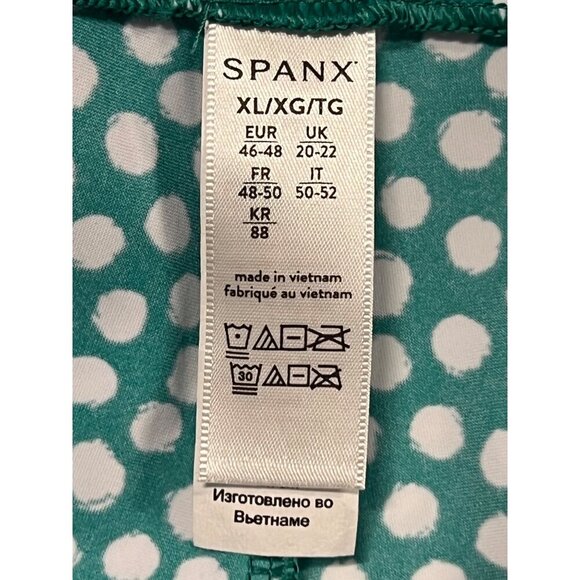 SPANX
XL/XG/TG
EUR UK
46-48 20-22
FR IT
48-50 50-52
KR
88
made in vietnam
fabriqué au vietnam
30
Изготовлено во
Вьетнаме